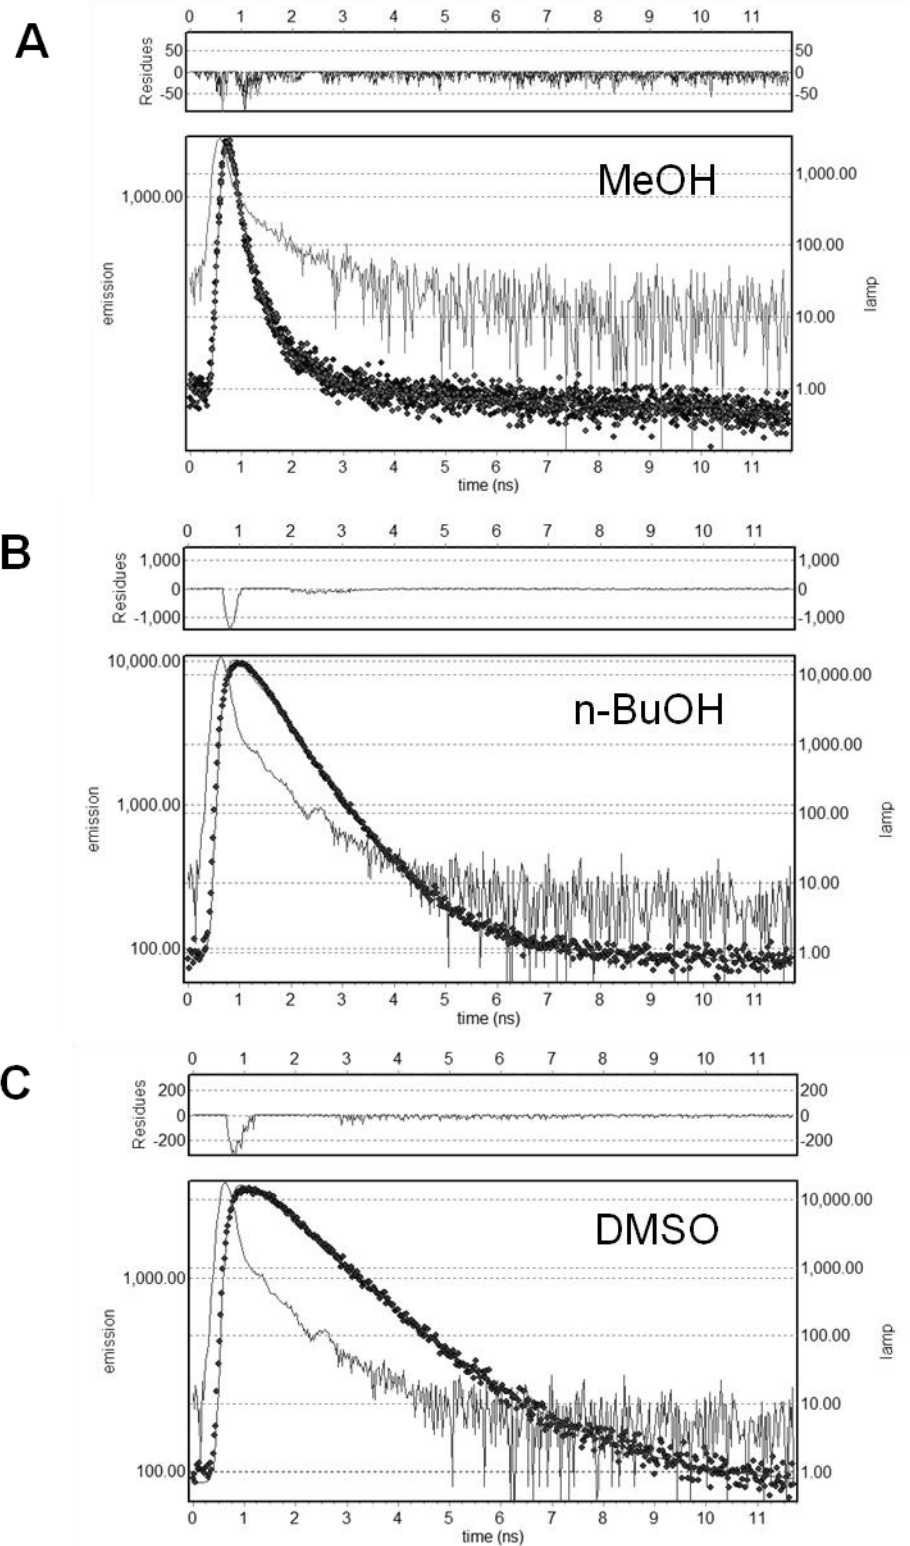 A
0 1 2 3 4 5 6 7 8 9 10 11
Residues
50 50
0 0
-50 -50
MeOH
emission
1,000.00
1,000.00
100.00
10.00
1.00
lamp
0 1 2 3 4 5 6 7 8 9 10 11
time (ns)
B
0 1 2 3 4 5 6 7 8 9 10 11
Residues
1,000 1,000
0 0
-1,000 -1,000
n-BuOH
emission
10,000.00
1,000.00
100.00
10,000.00
1,000.00
100.00
10.00
1.00
lamp
0 1 2 3 4 5 6 7 8 9 10 11
time (ns)
C
0 1 2 3 4 5 6 7 8 9 10 11
Residues
200 200
0 0
-200 -200
DMSO
emission
1,000.00
100.00
10,000.00
1,000.00
100.00
10.00
1.00
lamp
0 1 2 3 4 5 6 7 8 9 10 11
time (ns)